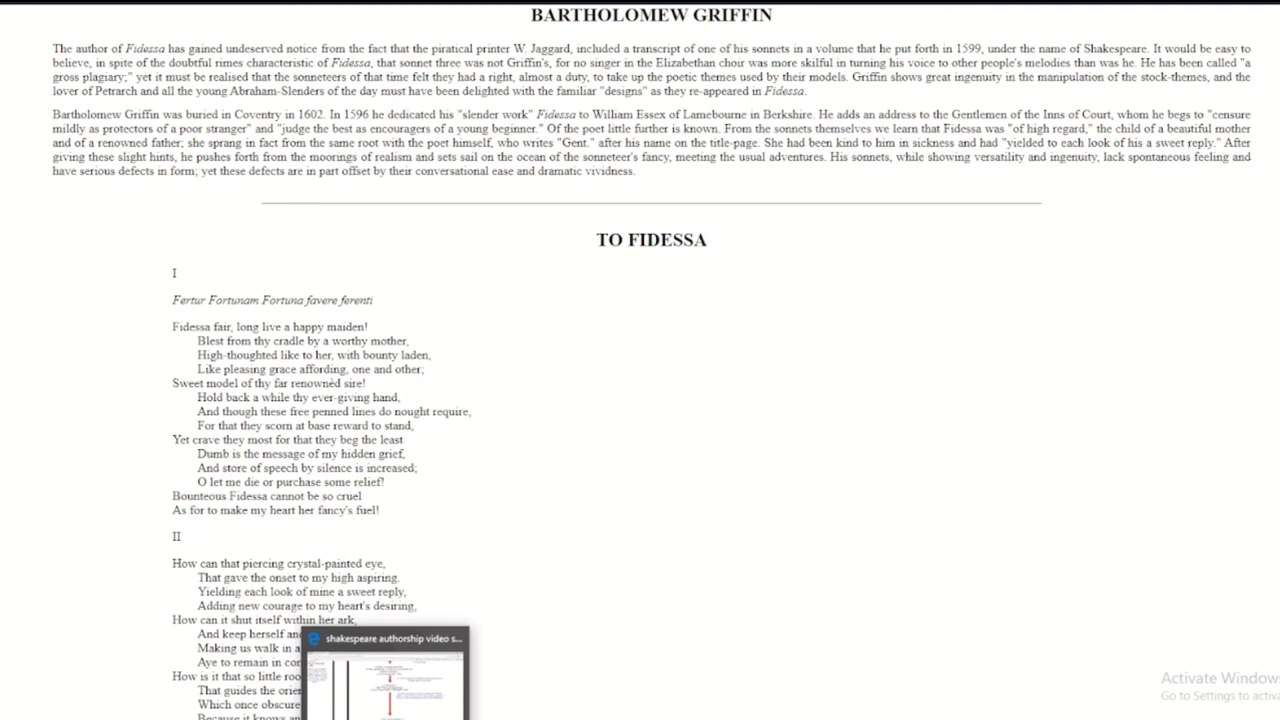 BARTHOLOMEW GRIFFIN
The author of Fidessa has gained undeserved notice from the fact that the piratical printer W. Jaggard, included a transcript of one of his sonnets in a volume that he put forth in 1599, under the name of Shakespeare. It would be easy to
believe, in spite of the doubtful rimes characteristic of Fidessa, that sonnet three was not Griffin's, for no singer in the Elizabethan choir was more skilful in turning his voice to other people's melodies than was he. He has been called "a
gross plagiary;" yet it must be realised that the sonneteers of that time felt they had a right, almost a duty, to take up the poetic themes used by their models. Griffin shows great ingenuity in the manipulation of the stock-themes, and the
lover of Petrarch and all the young Abraham-Slenders of the day must have been delighted with the familiar "designs" as they re-appeared in Fidessa.
Bartholomew Griffin was buried in Coventry in 1602. In 1596 he dedicated his "slender work" Fidessa to William Essex of Lamebourne in Berkshire. He adds an address to the Gentlemen of the Inns of Court, whom he begs to "censure
mildly as protectors of a poor stranger" and "judge the best as encouragers of a young beginner." Of the poet little further is known. From the sonnets themselves we learn that Fidessa was "of high regard," the child of a beautiful mother
and of a renowned father; she sprang in fact from the same root with the poet himself, who writes "Gent." after his name on the title-page. She had been kind to him in sickness and had "yielded to each look of his a sweet reply." After
giving these slight hints, he pushes forth from the moorings of realism and sets sail on the ocean of the sonneteer's fancy, meeting the usual adventures. His sonnets, while showing versatility and ingenuity, lack spontaneous feeling and
have serious defects in form; yet these defects are in part offset by their conversational ease and dramatic vividness.
TO FIDESSA
I
Fertur Fortunam Fortuna favere ferenti
Fidessa fair, long live a happy maiden!
Blest from thy cradle by a worthy mother,
High-thoughted like to her, with bounty laden,
Like pleasing grace affording, one and other;
Sweet model of thy far renownèd sire!
Hold back a while thy ever-giving hand,
And though these free penned lines do nought require,
For that they scorn at base reward to stand,
Yet crave they most for that they beg the least
Dumb is the message of my hidden grief,
And store of speech by silence is increased;
O let me die or purchase some relief!
Bounteous Fidessa cannot be so cruel
As for to make my heart her fancy's fuel!
II
How can that piercing crystal-painted eye,
That gave the onset to my high aspiring.
Yielding each look of mine a sweet reply,
Adding new courage to my heart's desiring,
How can it shut itself within her ark,
And keep herself an
Making us walk in a
Aye to remain in con
How is it that so little roo
That guides the orie
Which once obscure
Because it knows
shakespeare authorship video s...
Activate Windows
Go to Settings to activa